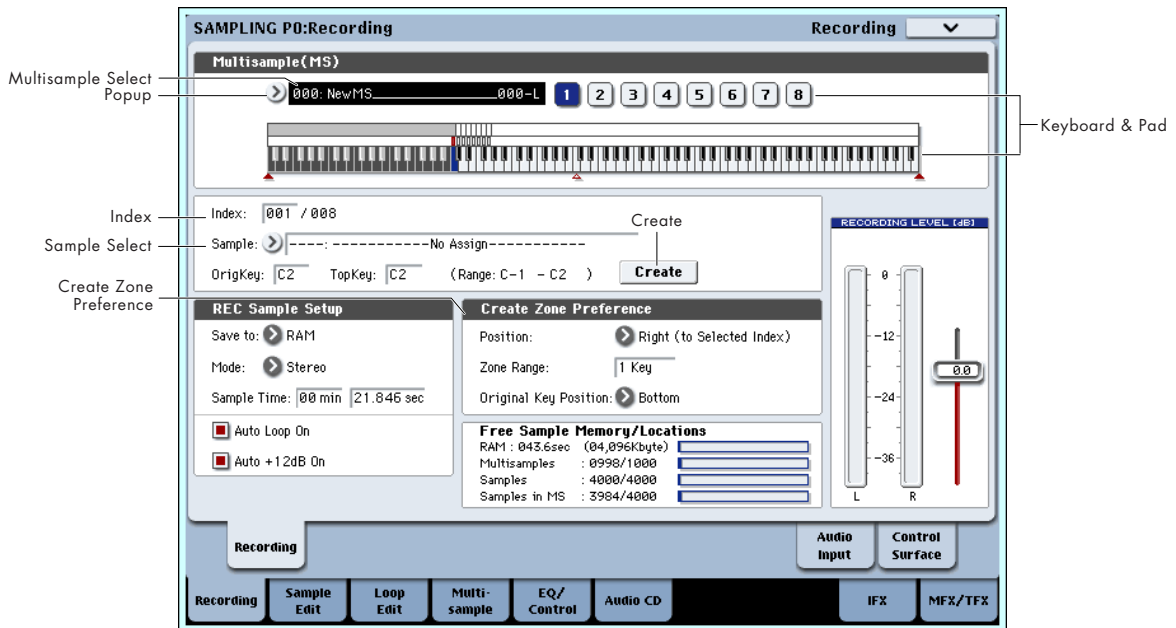 SAMPLING P0:Recording
Recording
Multisample(MS)
Multisample Select
Popup
000: NewMS_______________000-L
1 2 3 4 5 6 7 8
Keyboard & Pad
Index
Index: 001 /008
Create
RECORDING LEVEL (dB)
Sample Select
Sample: ----: -----------No Assign-----------
OrigKey: C2 TopKey: C2 (Range: C-1 - C2 ) Create
Create Zone
Preference
REC Sample Setup
Save to: RAM
Mode: Stereo
Sample Time: 00 min 21.846 sec
Auto Loop On
Auto +12dB On
Create Zone Preference
Position: Right (to Selected Index)
Zone Range: 1 Key
Original Key Position: Bottom
Free Sample Memory/Locations
RAM : 043.6sec (04,096Kbyte)
Multisamples : 0998/1000
Samples : 4000/4000
Samples in MS : 3984/4000
0
-12
-24
-36
0.0
L R
Recording
Audio
Input
Control
Surface
Recording
Sample
Edit
Loop
Edit
Multi-
sample
EQ/
Control
Audio CD
IFX
MFX/TFX